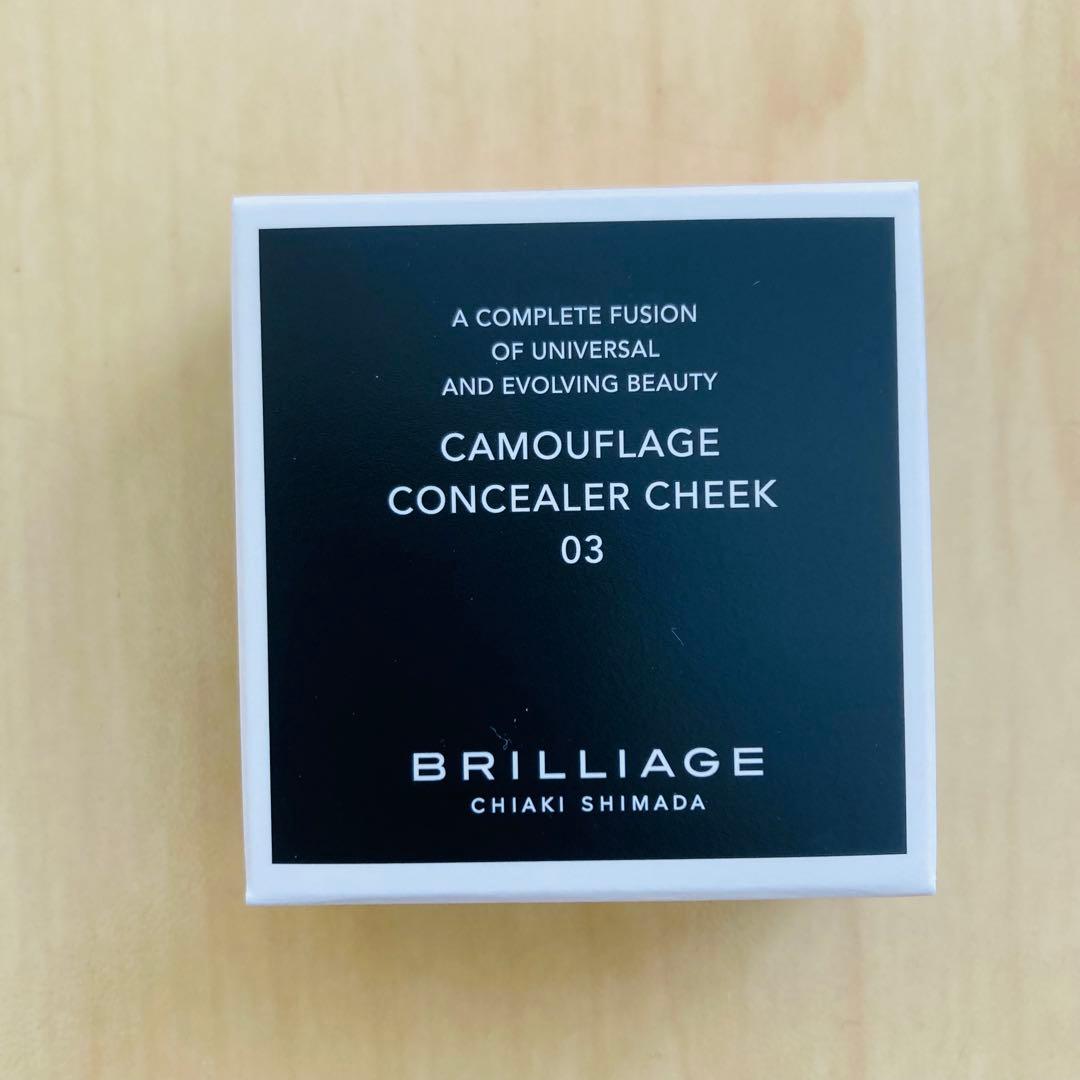 A COMPLETE FUSION
OF UNIVERSAL
AND EVOLVING BEAUTY
CAMOUFLAGE
CONCEALER CHEEK
03
BRILLIAGE
CHIAKI SHIMADA